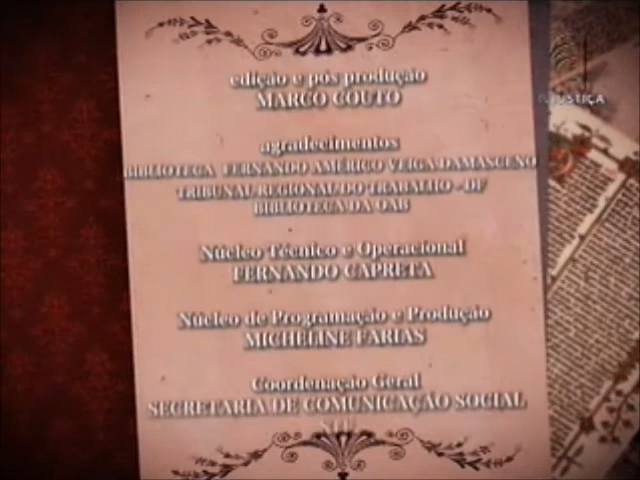 edição e pós produção
MARCO COUTO
agradecimentos
BIBLIOTECA FERNANDO AMÉRICO VEIGA DAMASCENO
TRIBUNAL REGIONAL DO TRABALHO - DF
BIBLIOTECA DA OAB
Núcleo Técnico e Operacional
FERNANDO CAPRETA
Núcleo de Programação e Produção
MICHELINE FARIAS
Coordenação Geral
SECRETARIA DE COMUNICAÇÃO SOCIAL
JUSTIÇA